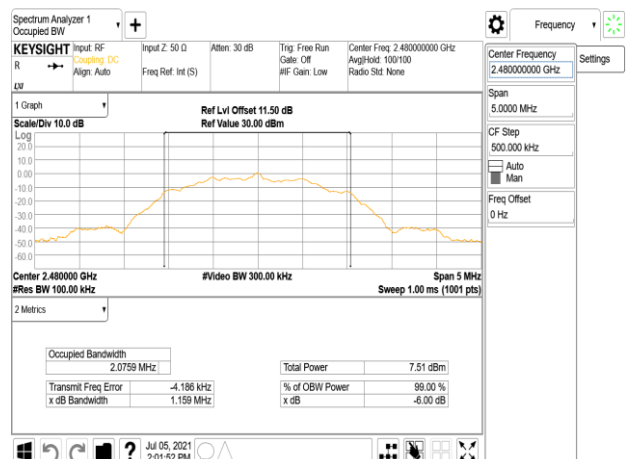 Spectrum Analyzer 1
Occupied BW
Frequency
KEYSIGHT
R
Input: RF
Coupling: DC
Align: Auto
Input Z: 50 Ω
Freq Ref: Int (S)
Atten: 30 dB
Trig: Free Run
Gate: Off
#IF Gain: Low
Center Freq: 2.480000000 GHz
Avg|Hold: 100/100
Radio Std: None
1 Graph
Scale/Div 10.0 dB
Ref Lvl Offset 11.50 dB
Ref Value 30.00 dBm
Log
20.0
10.0
0.00
-10.0
-20.0
-30.0
-40.0
-50.0
-60.0
Center 2.480000 GHz
#Res BW 100.00 kHz
#Video BW 300.00 kHz
Span 5 MHz
Sweep 1.00 ms (1001 pts)
2 Metrics
Occupied Bandwidth
2.0759 MHz
Transmit Freq Error -4.186 kHz
x dB Bandwidth 1.159 MHz
Total Power 7.51 dBm
% of OBW Power 99.00 %
x dB -6.00 dB
?
Jul 05, 2021
2:01:52 PM
Center Frequency
2.480000000 GHz
Settings
Span
5.0000 MHz
CF Step
500.000 kHz
Auto
Man
Freq Offset
0 Hz